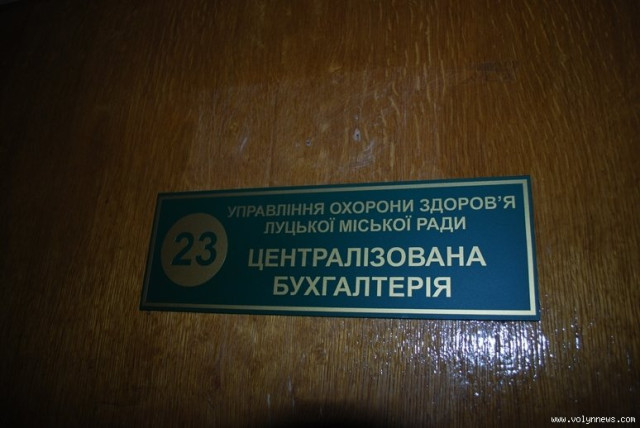 23
УПРАВЛІННЯ ОХОРОНИ ЗДОРОВ'Я
ЛУЦЬКОЇ МІСЬКОЇ РАДИ
ЦЕНТРАЛІЗОВАНА
БУХГАЛТЕРІЯ
www.volynnews.com